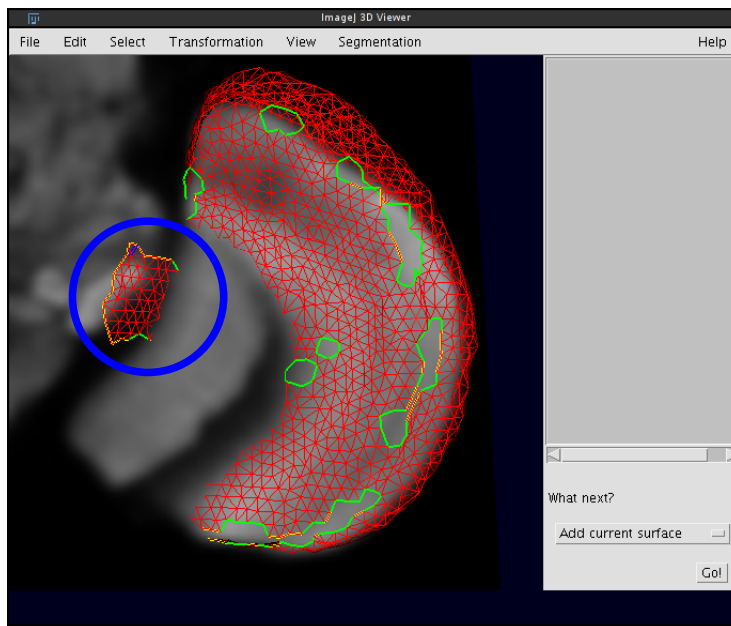 ImageJ 3D Viewer
File Edit Select Transformation View Segmentation Help
What next?
Add current surface
Go!